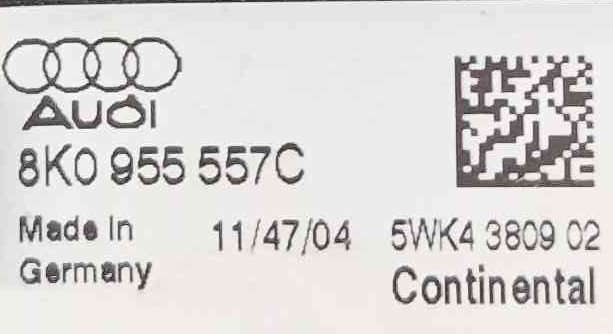 AUDI
8K0 955 557C
Made In 11/47/04 5WK4 3809 02
Germany Continental